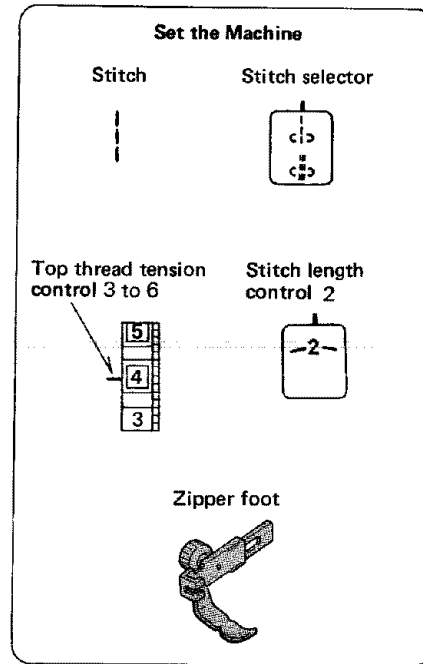 Set the Machine
Stitch
Stitch selector
Top thread tension
control 3 to 6
Stitch length
control 2
5
4
3
2
Zipper foot